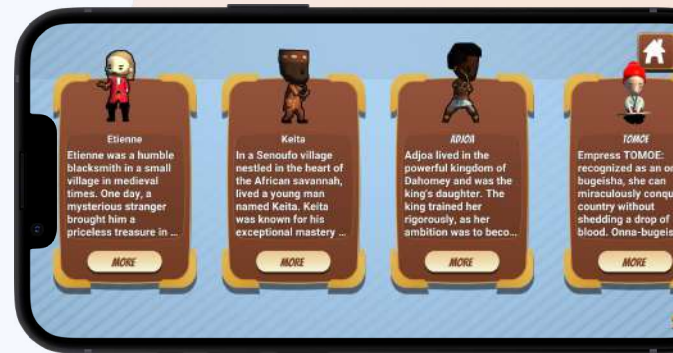 Etienne
Etienne was a humble
blacksmith in a small
village in medieval
times. One day, a
mysterious stranger
brought him a
priceless treasure in ...
MORE
Keita
In a Senoufo village
nestled in the heart of
the African savannah,
lived a young man
named Keita. Keita
was known for his
exceptional mastery ...
MORE
ADJOA
Adjoa lived in the
powerful kingdom of
Dahomey and was the
king's daughter. The
king trained her
rigorously, as her
ambition was to beco...
MORE
TOMOE
Empress TOMOE:
recognized as an on
bugeisha, she can
miraculously conqu
country without
shedding a drop of
blood. Onna-bugeis
MORE